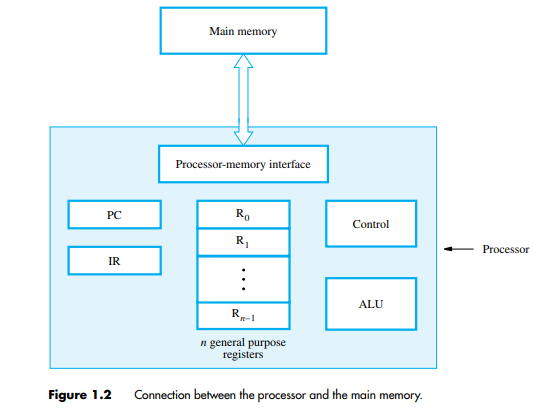 Main memory
Processor-memory interface
PC
R0
Control
R1
Processor
IR
⋮
ALU
Rn–1
n general purpose
registers
Figure 1.2 Connection between the processor and the main memory.